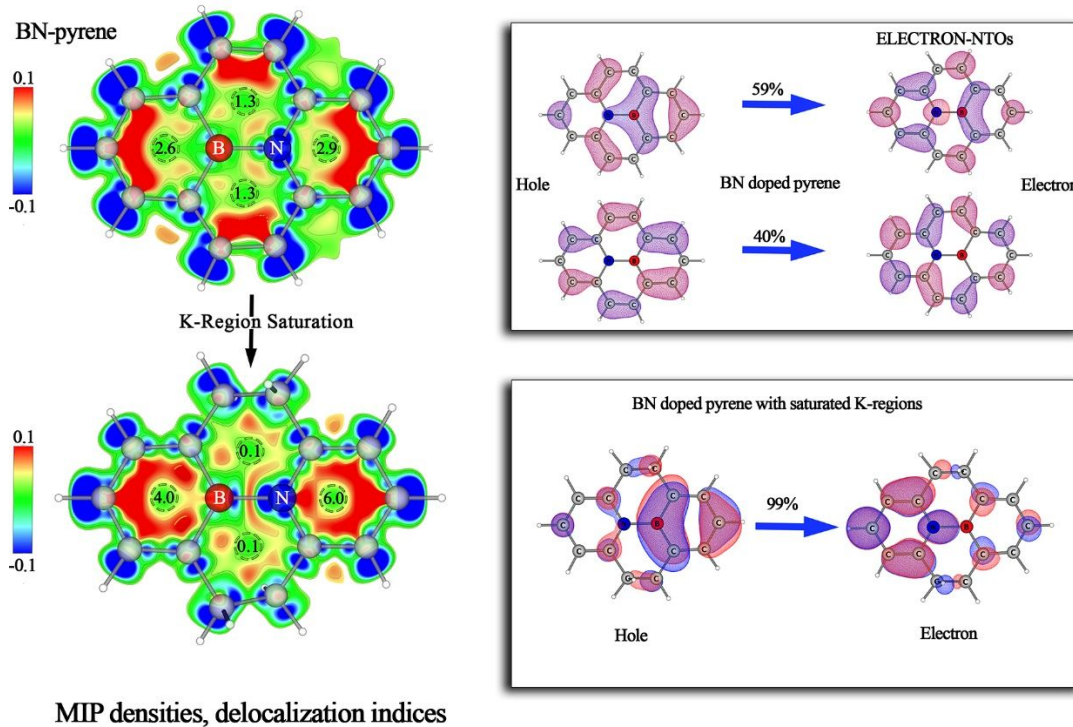 BN-pyrene
0.1
-0.1
1.3
2.6
B
N
2.9
1.3
K-Region Saturation
0.1
-0.1
0.1
4.0
B
N
6.0
0.1
MIP densities, delocalization indices
ELECTRON-NTOs
59%
Hole
BN doped pyrene
Electron
40%
BN doped pyrene with saturated K-regions
99%
Hole
Electron